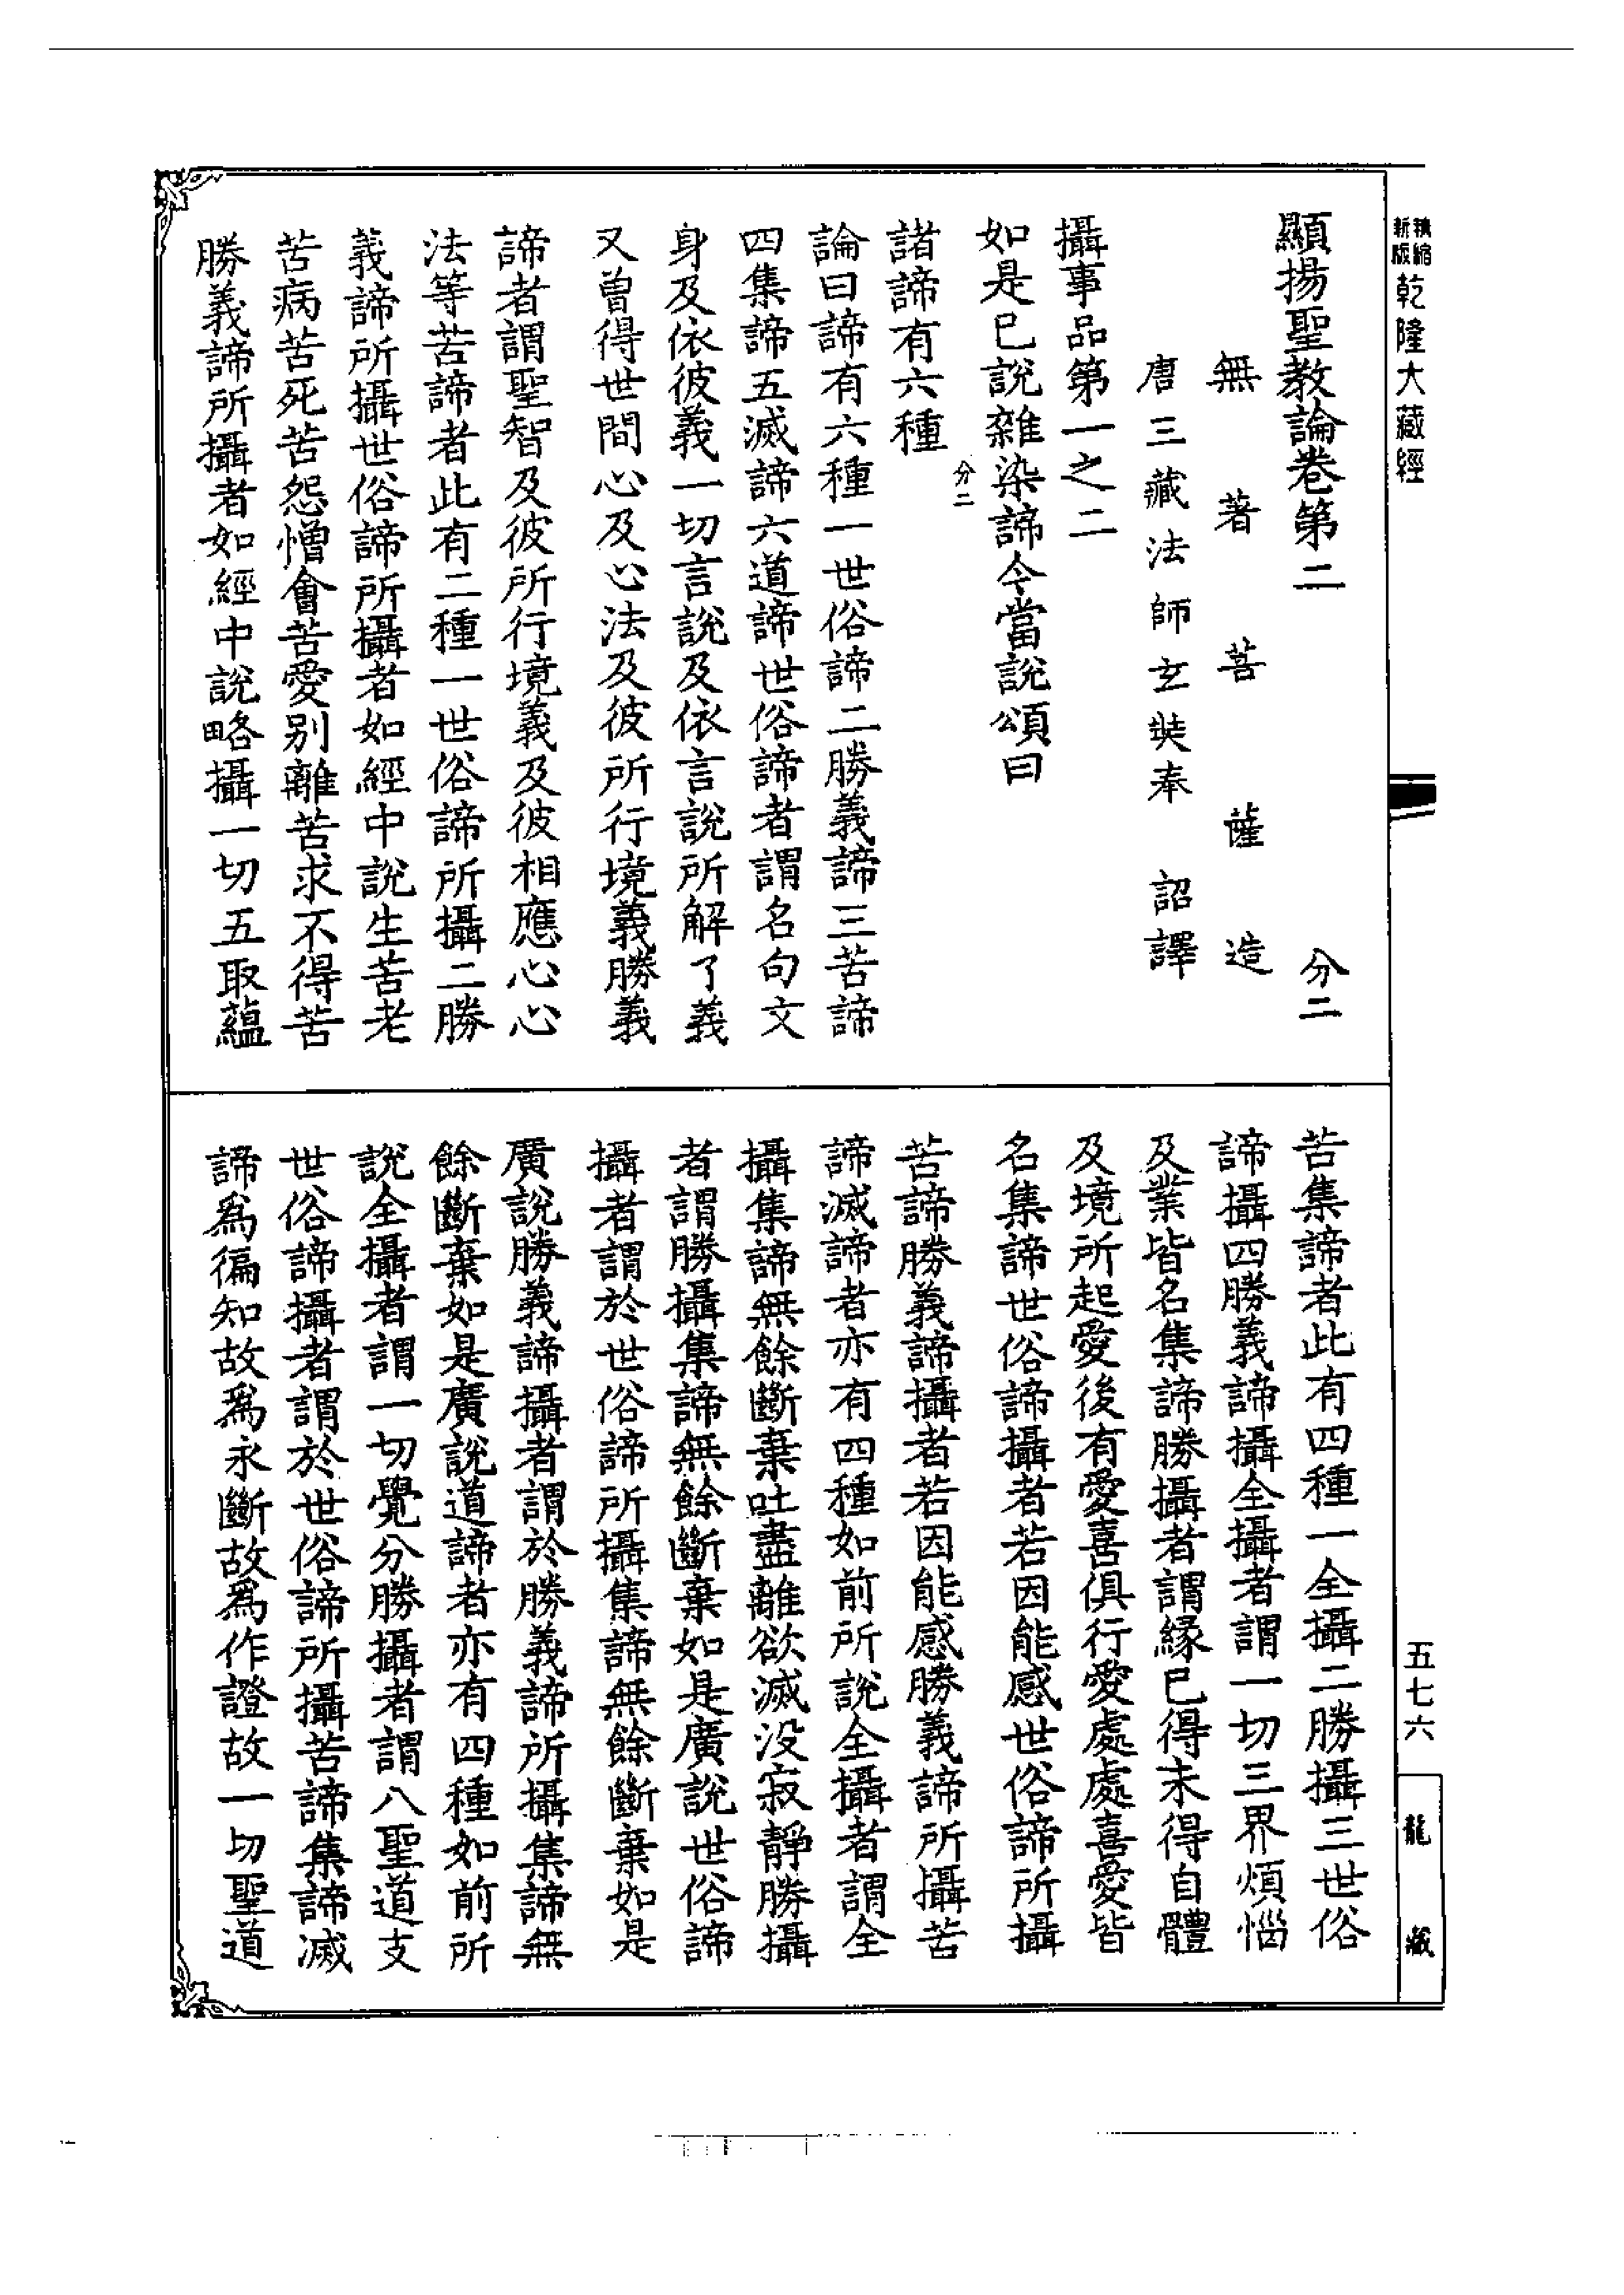 新版精縮乾隆大藏經
顯揚聖教論卷第二 分二
無著菩薩造
唐三藏法師玄奘奉 詔譯
攝事品第一之二
分二
如是已說雜染諦今當說頌曰
諸諦有六種
論曰諦有六種一世俗諦二勝義諦三苦諦
四集諦五滅諦六道諦世俗諦者謂名句文
身及依彼義一切言說及依言說所解了義
又曾得世間心及心法及彼所行境義勝義
諦者謂聖智及彼所行境義及彼相應心心
法等苦諦者此有二種一世俗諦所攝二勝
義諦所攝世俗諦所攝者如經中說生苦老
苦病苦死苦怨憎會苦愛別離苦求不得苦
勝義諦所攝者如經中說略攝一切五取蘊
苦集諦者此有四種一全攝二勝攝三世俗
諦攝四勝義諦攝全攝者謂一切三界煩惱
及業皆名集諦勝攝者謂緣已得未得自體
及境所起愛後有愛喜俱行愛處處喜愛皆
名集諦世俗諦攝者若因能感世俗諦所攝
苦諦勝義諦攝者若因能感勝義諦所攝苦
諦滅諦者亦有四種如前所說全攝者謂全
攝集諦無餘斷棄吐盡離欲滅沒寂靜勝攝
者謂勝攝集諦無餘斷棄如是廣說世俗諦
攝者謂於世俗諦所攝集諦無餘斷棄如是
廣說勝義諦攝者謂於勝義諦所攝集諦無
餘斷棄如是廣說道諦者亦有四種如前所
說全攝者謂一切覺分勝攝者謂八聖道支
世俗諦攝者謂於世俗諦所攝苦諦集諦滅
諦為徧知故為永斷故為作證故一切聖道
五七六
龍藏